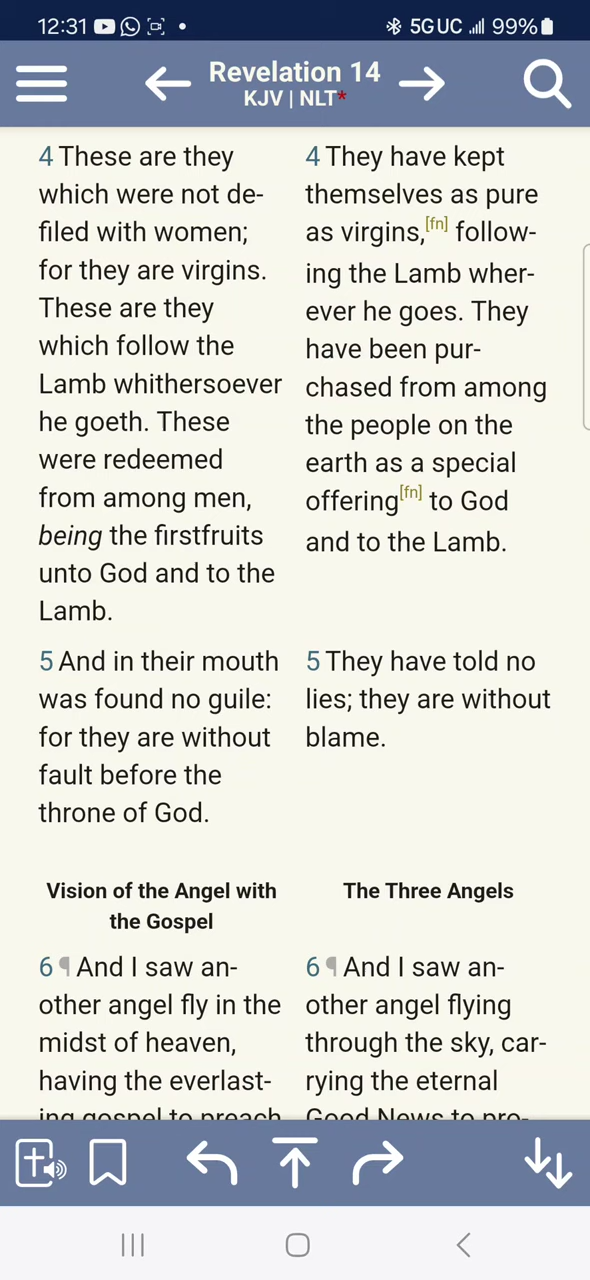 12:31 5G UC 99%
Revelation 14
KJV | NLT*
4 These are they
which were not de-
filed with women;
for they are virgins.
These are they
which follow the
Lamb whithersoever
he goeth. These
were redeemed
from among men,
being the firstfruits
unto God and to the
Lamb.
4 They have kept
themselves as pure
as virgins,[fn] follow-
ing the Lamb wher-
ever he goes. They
have been pur-
chased from among
the people on the
earth as a special
offering[fn] to God
and to the Lamb.
5 And in their mouth
was found no guile:
for they are without
fault before the
throne of God.
5 They have told no
lies; they are without
blame.
Vision of the Angel with
the Gospel
The Three Angels
6 ¶ And I saw an-
other angel fly in the
midst of heaven,
having the everlast-
ing gospel to preach
6 ¶ And I saw an-
other angel flying
through the sky, car-
rying the eternal
Good News to pro-